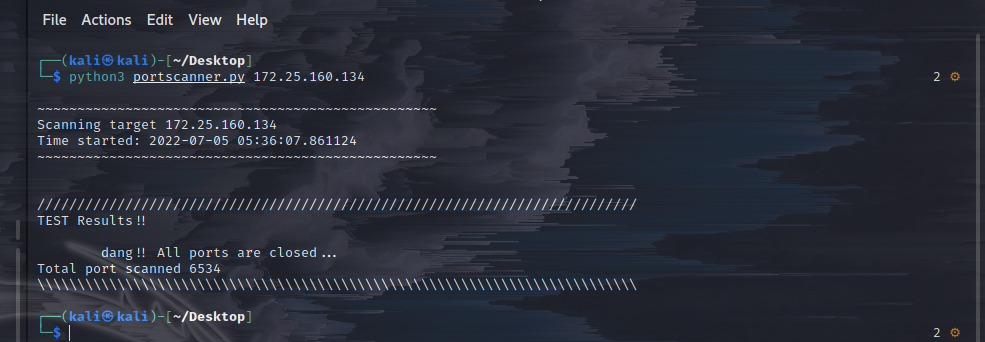 File Actions Edit View Help
┌──(kali㉿kali)-[~/Desktop]
└─$ python3 portscanner.py 172.25.160.134 2 ⚙
~~~~~~~~~~~~~~~~~~~~~~~~~~~~~~~~~~~~~~~~~~~~~~~~~~
Scanning target 172.25.160.134
Time started: 2022-07-05 05:36:07.861124
~~~~~~~~~~~~~~~~~~~~~~~~~~~~~~~~~~~~~~~~~~~~~~~~~~
///////////////////////////////////////////////////////////////////////////
TEST Results!!
dang!! All ports are closed...
Total port scanned 6534
\\\\\\\\\\\\\\\\\\\\\\\\\\\\\\\\\\\\\\\\\\\\\\\\\\\\\\\\\\\\\\\\\\\\\\\\\\\
┌──(kali㉿kali)-[~/Desktop]
└─$ 2 ⚙